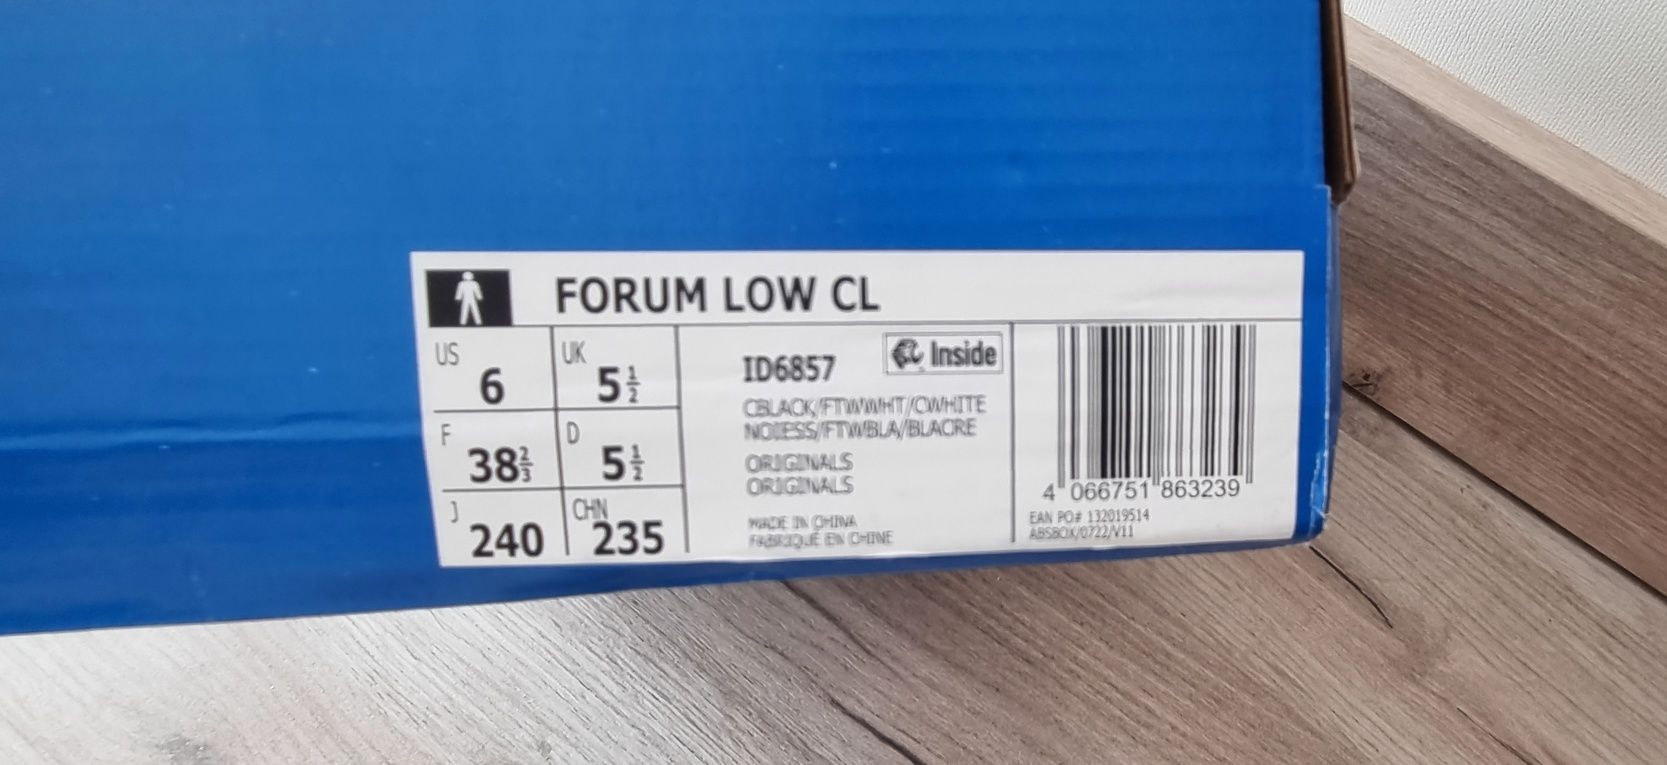 FORUM LOW CL
US 6 UK 5½
F 38⅔ D 5½
J 240 CHN 235
ID6857 Inside
CBLACK/FTWWHT/CWHITE
NOIESS/FTWBLA/BLACRE
ORIGINALS
ORIGINALS
MADE IN CHINA
FABRIQUÉ EN CHINE
4 066751 863239
EAN PO# 132019514
ABSBOX/0722/V11